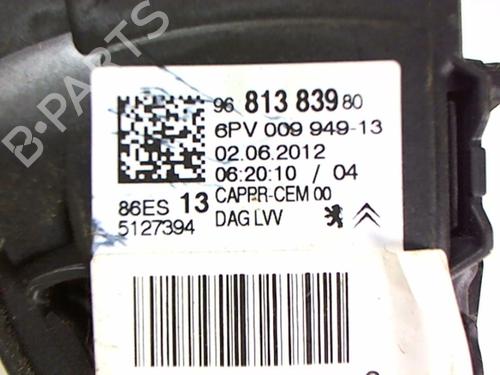 B-PARTS
96 813 839 80
6PV 009 949-13
02.06.2012
06:20:10 / 04
86ES 13 CAPPR-CEM 00
5127394 DAG LVV